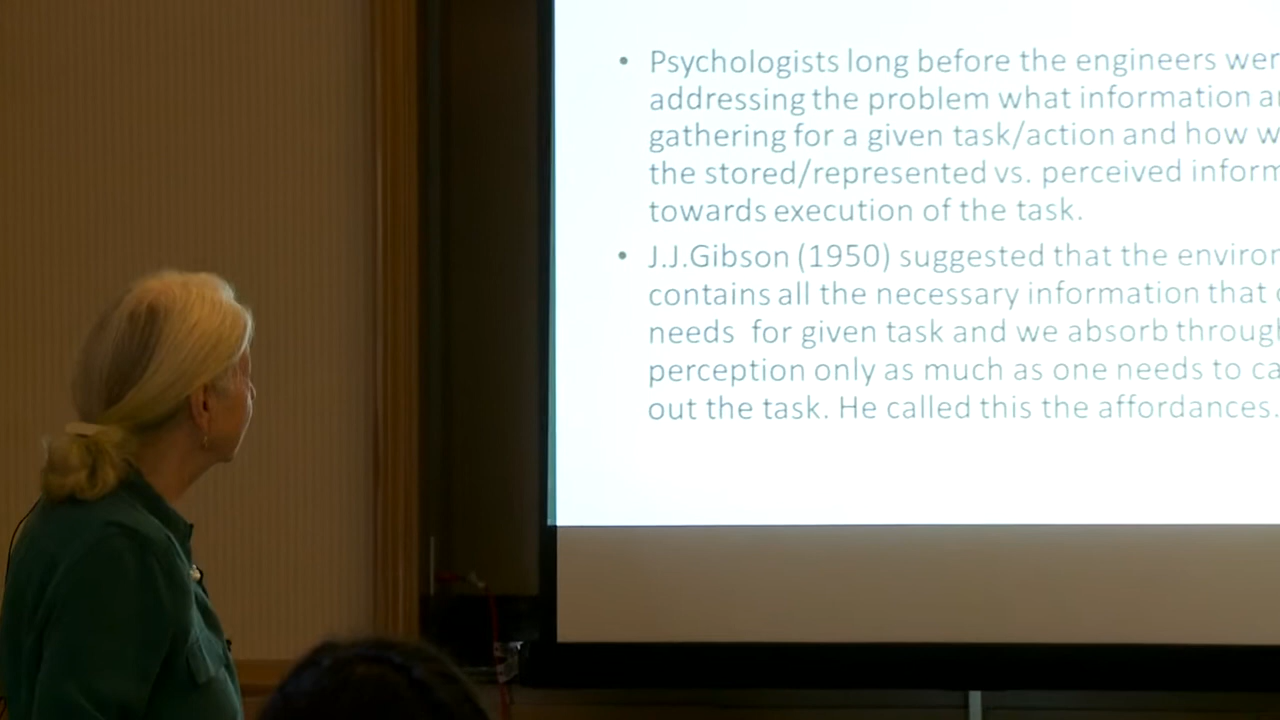 • Psychologists long before the engineers wer
addressing the problem what information a
gathering for a given task/action and how w
the stored/represented vs. perceived inform
towards execution of the task.
• J.J.Gibson (1950) suggested that the environ
contains all the necessary information that
needs for given task and we absorb through
perception only as much as one needs to ca
out the task. He called this the affordances.